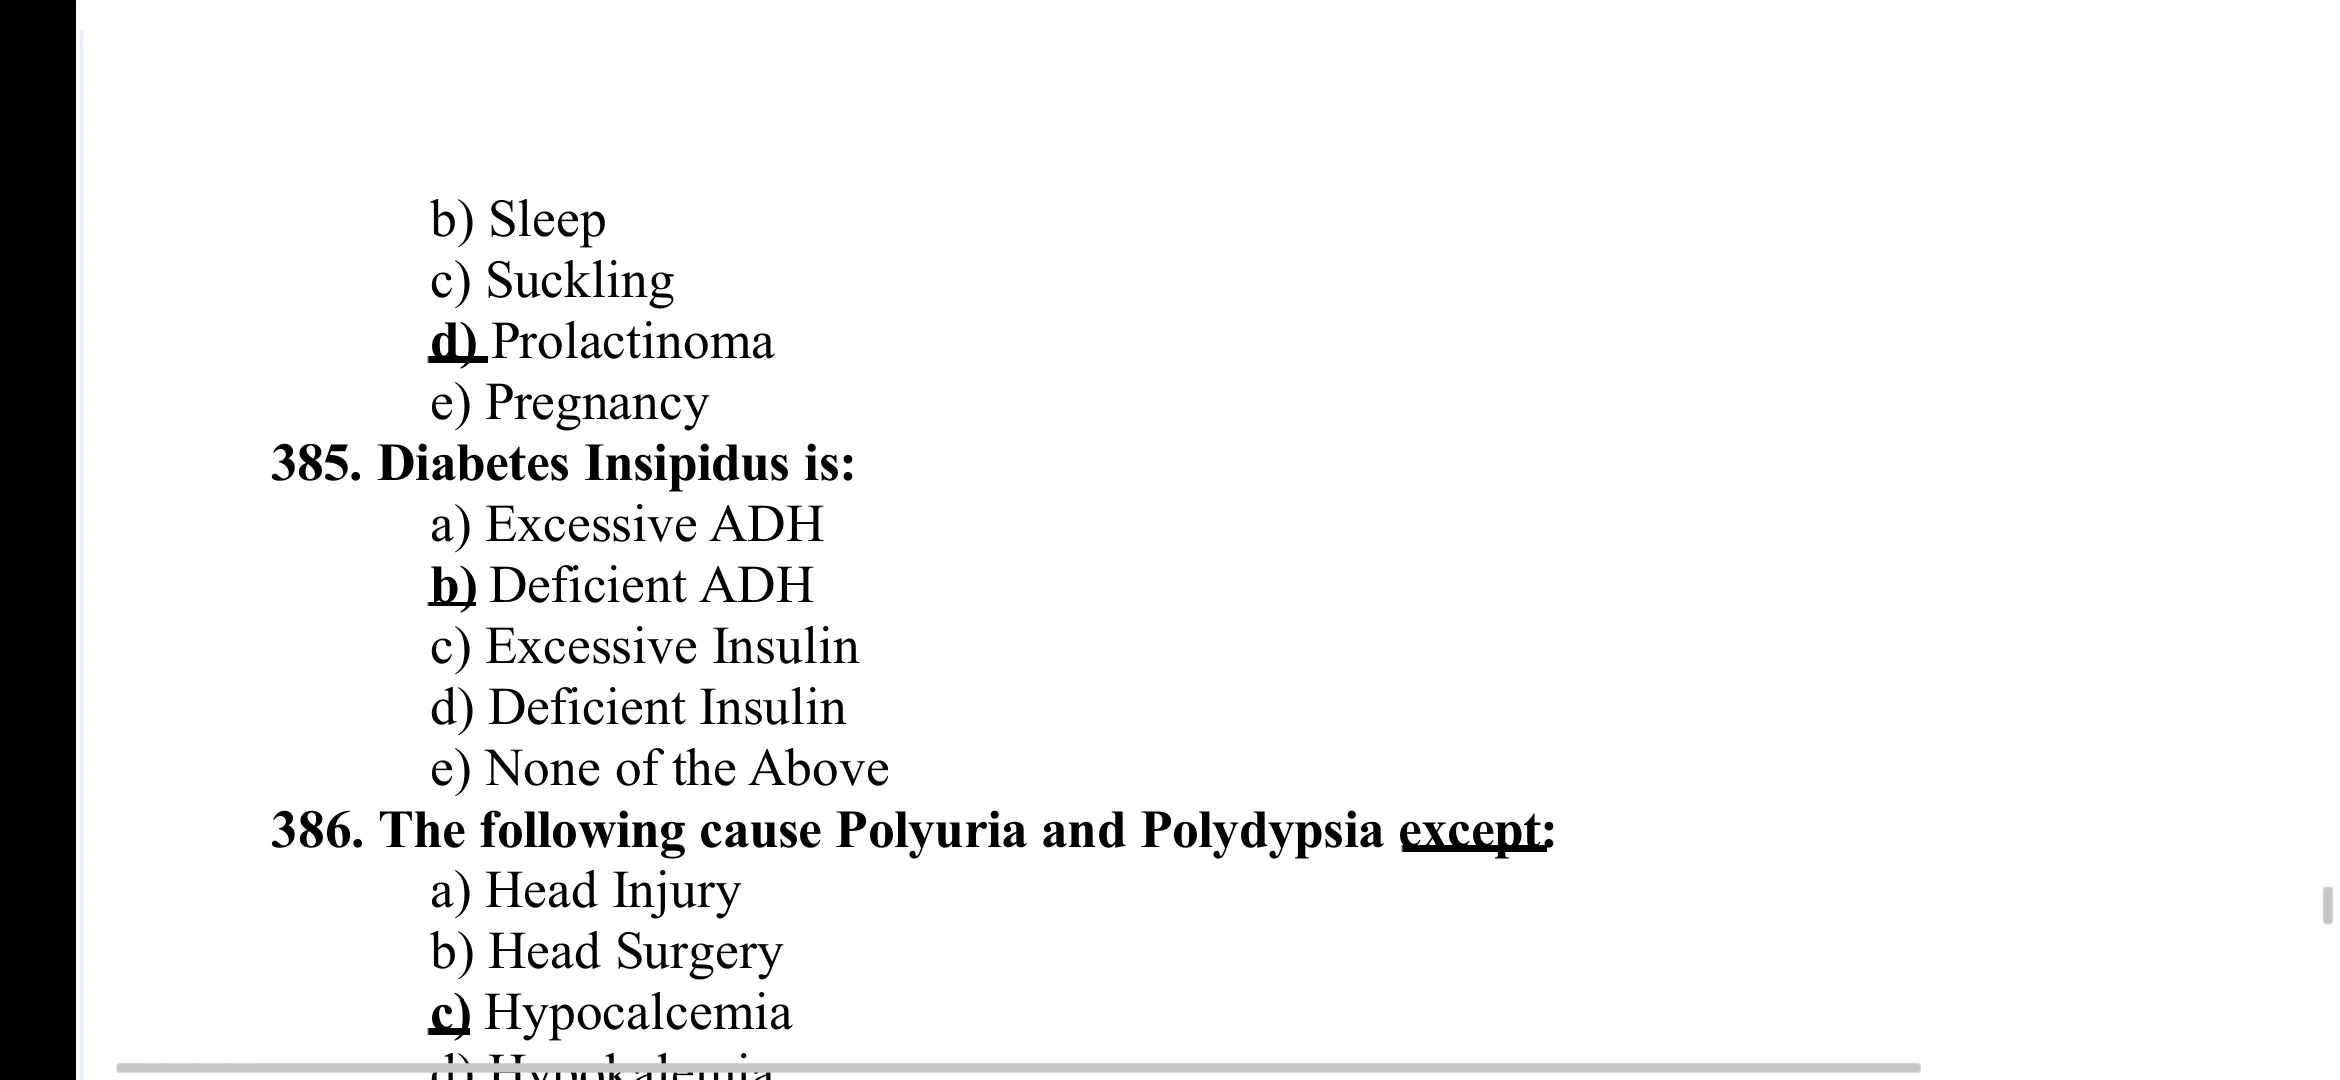 b) Sleep
c) Suckling
d) Prolactinoma
e) Pregnancy
385. Diabetes Insipidus is:
a) Excessive ADH
b) Deficient ADH
c) Excessive Insulin
d) Deficient Insulin
e) None of the Above
386. The following cause Polyuria and Polydypsia except:
a) Head Injury
b) Head Surgery
c) Hypocalcemia
d) Hypokalemia